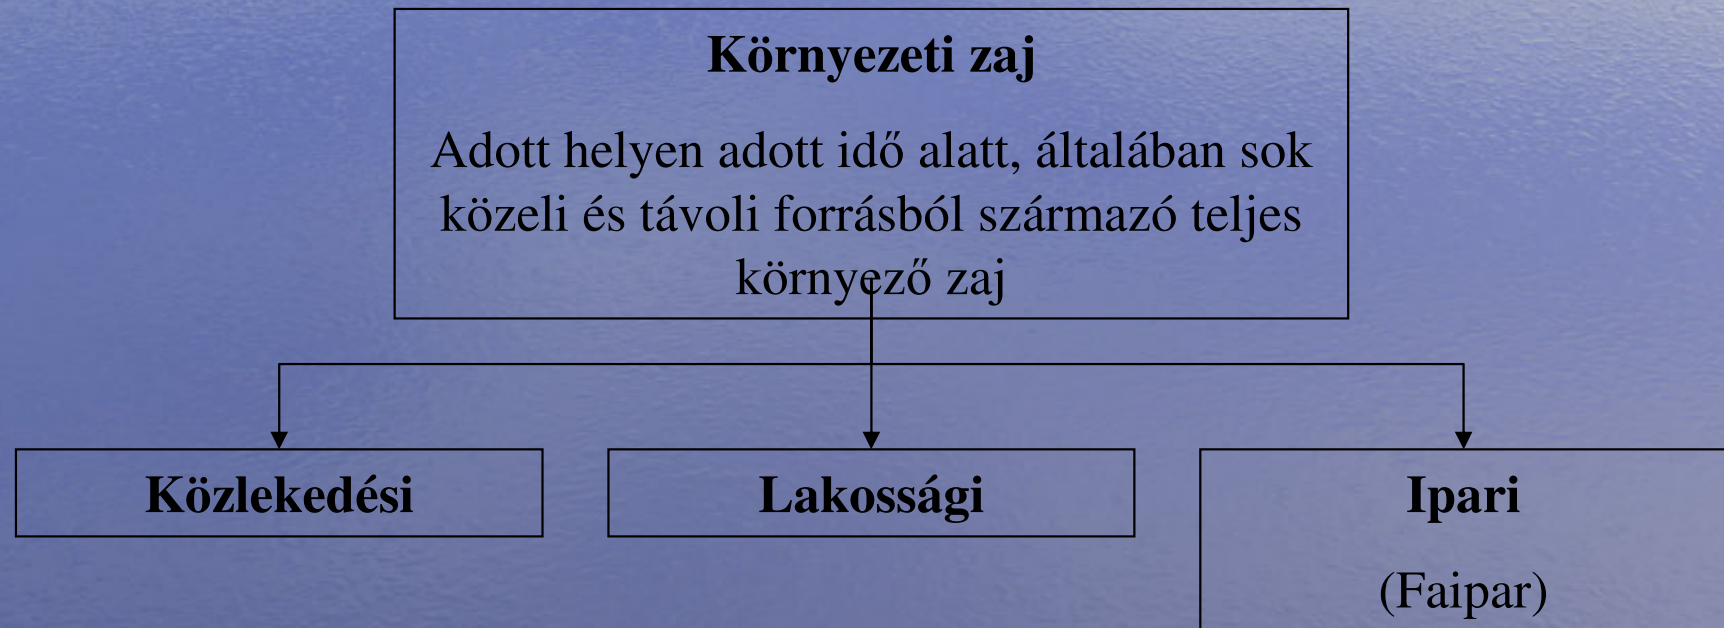 Környezeti zaj
Adott helyen adott idő alatt, általában sok
közeli és távoli forrásból származó teljes
környező zaj
Közlekedési
Lakossági
Ipari
(Faipar)